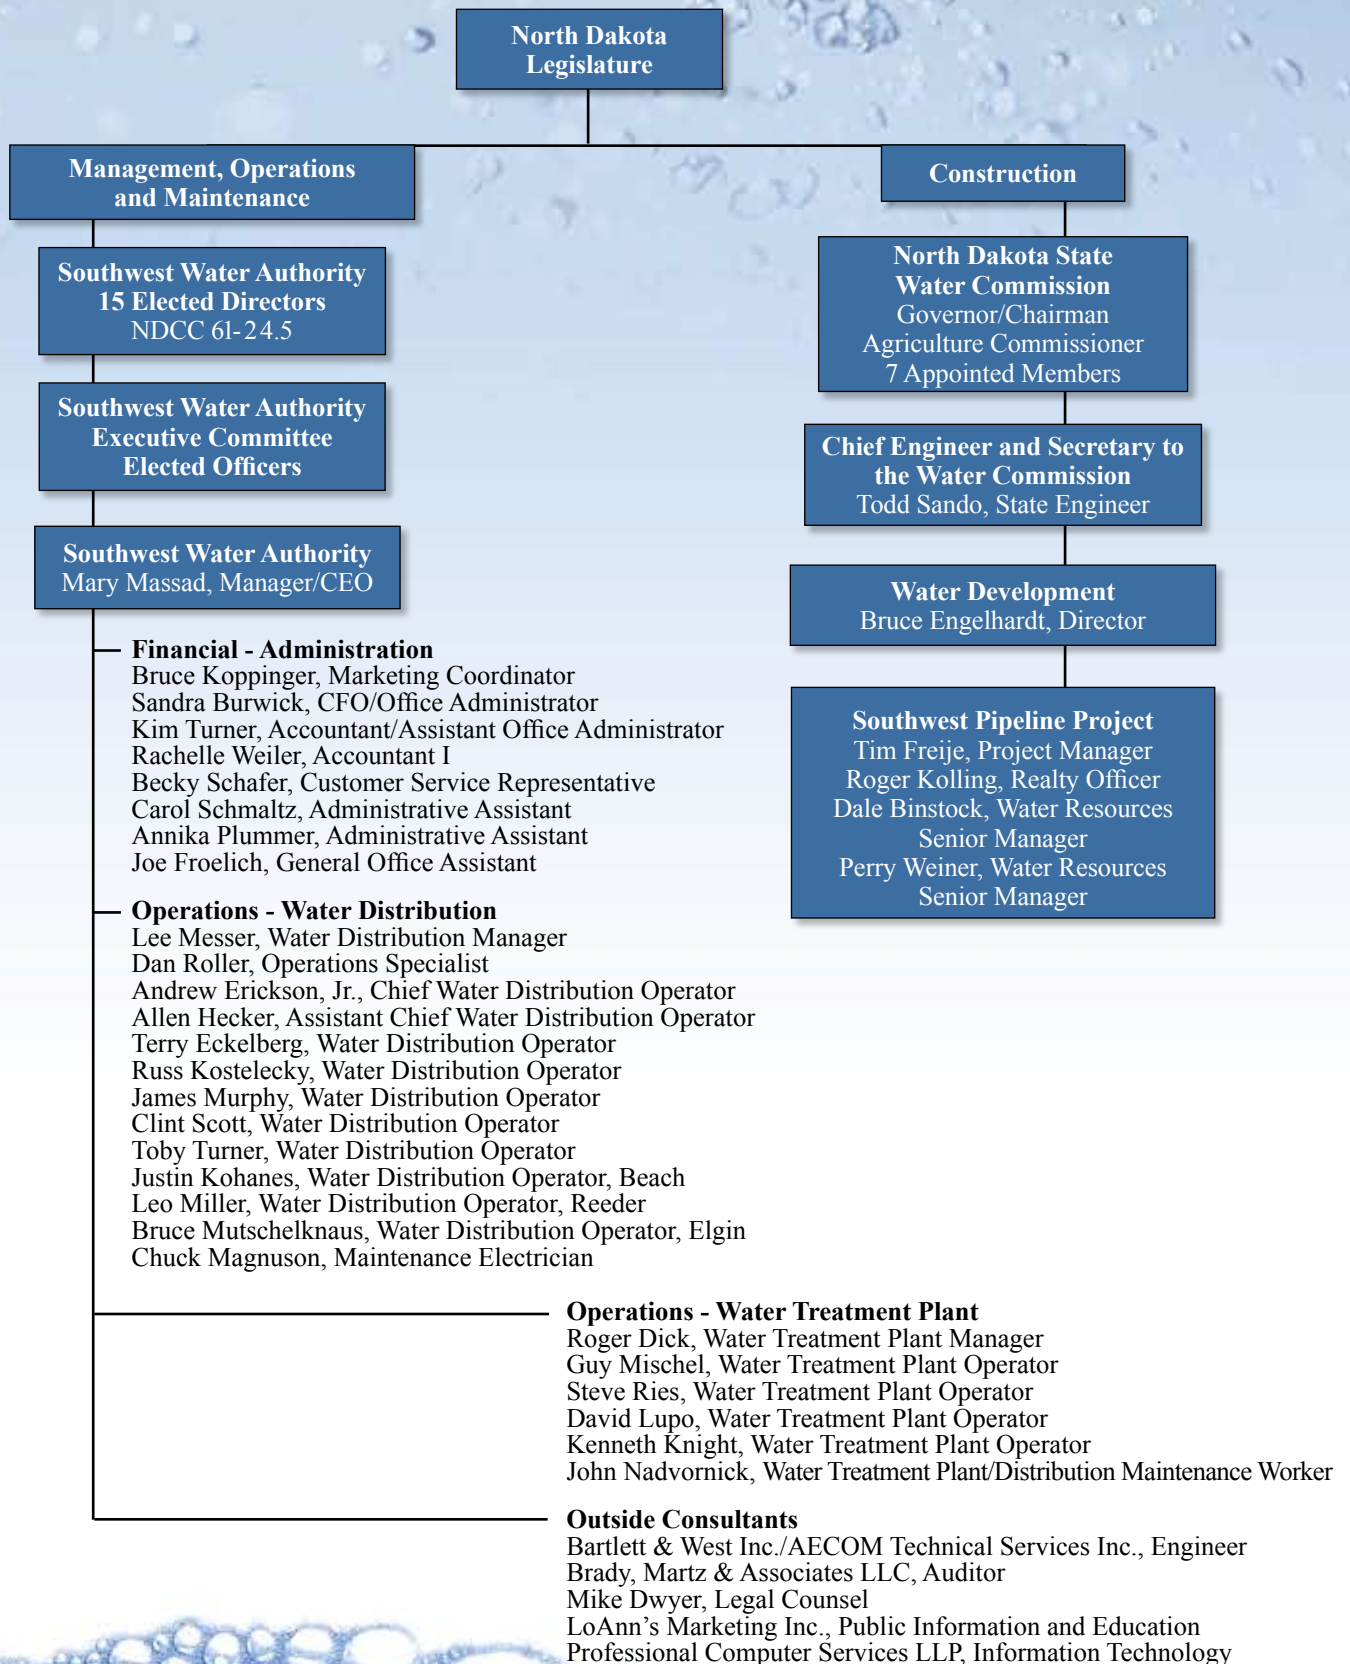 North Dakota
Legislature
Management, Operations
and Maintenance
Southwest Water Authority
15 Elected Directors
NDCC 6l-24.5
Southwest Water Authority
Executive Committee
Elected Officers
Southwest Water Authority
Mary Massad, Manager/CEO
Financial - Administration
Bruce Koppinger, Marketing Coordinator
Sandra Burwick, CFO/Office Administrator
Kim Turner, Accountant/Assistant Office Administrator
Rachelle Weiler, Accountant I
Becky Schafer, Customer Service Representative
Carol Schmaltz, Administrative Assistant
Annika Plummer, Administrative Assistant
Joe Froelich, General Office Assistant
Operations - Water Distribution
Lee Messer, Water Distribution Manager
Dan Roller, Operations Specialist
Andrew Erickson, Jr., Chief Water Distribution Operator
Allen Hecker, Assistant Chief Water Distribution Operator
Terry Eckelberg, Water Distribution Operator
Russ Kostelecky, Water Distribution Operator
James Murphy, Water Distribution Operator
Clint Scott, Water Distribution Operator
Toby Turner, Water Distribution Operator
Justin Kohanes, Water Distribution Operator, Beach
Leo Miller, Water Distribution Operator, Reeder
Bruce Mutschelknaus, Water Distribution Operator, Elgin
Chuck Magnuson, Maintenance Electrician
Operations - Water Treatment Plant
Roger Dick, Water Treatment Plant Manager
Guy Mischel, Water Treatment Plant Operator
Steve Ries, Water Treatment Plant Operator
David Lupo, Water Treatment Plant Operator
Kenneth Knight, Water Treatment Plant Operator
John Nadvornick, Water Treatment Plant/Distribution Maintenance Worker
Outside Consultants
Bartlett & West Inc./AECOM Technical Services Inc., Engineer
Brady, Martz & Associates LLC, Auditor
Mike Dwyer, Legal Counsel
LoAnn's Marketing Inc., Public Information and Education
Professional Computer Services LLP, Information Technology
Construction
North Dakota State
Water Commission
Governor/Chairman
Agriculture Commissioner
7 Appointed Members
Chief Engineer and Secretary to
the Water Commission
Todd Sando, State Engineer
Water Development
Bruce Engelhardt, Director
Southwest Pipeline Project
Tim Freije, Project Manager
Roger Kolling, Realty Officer
Dale Binstock, Water Resources
Senior Manager
Perry Weiner, Water Resources
Senior Manager